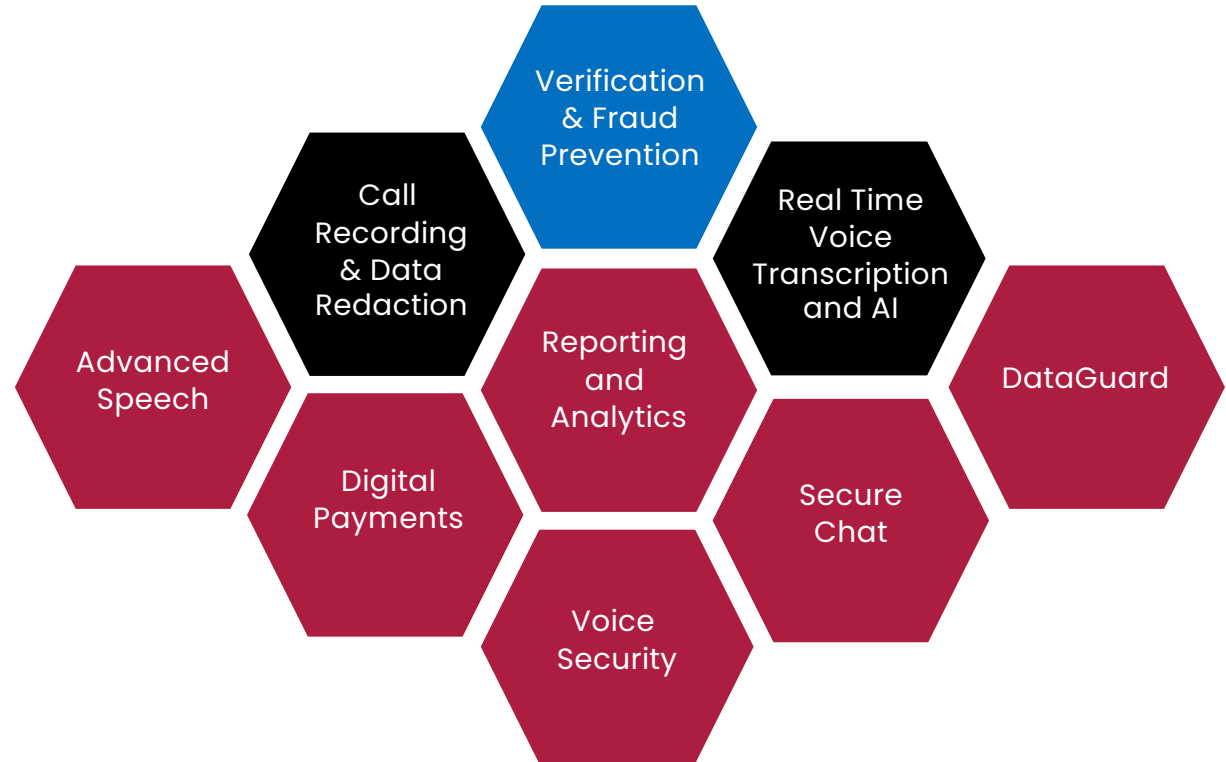 Verification
& Fraud
Prevention
Call
Recording
& Data
Redaction
Real Time
Voice
Transcription
and AI
Advanced
Speech
Reporting
and
Analytics
DataGuard
Digital
Payments
Secure
Chat
Voice
Security